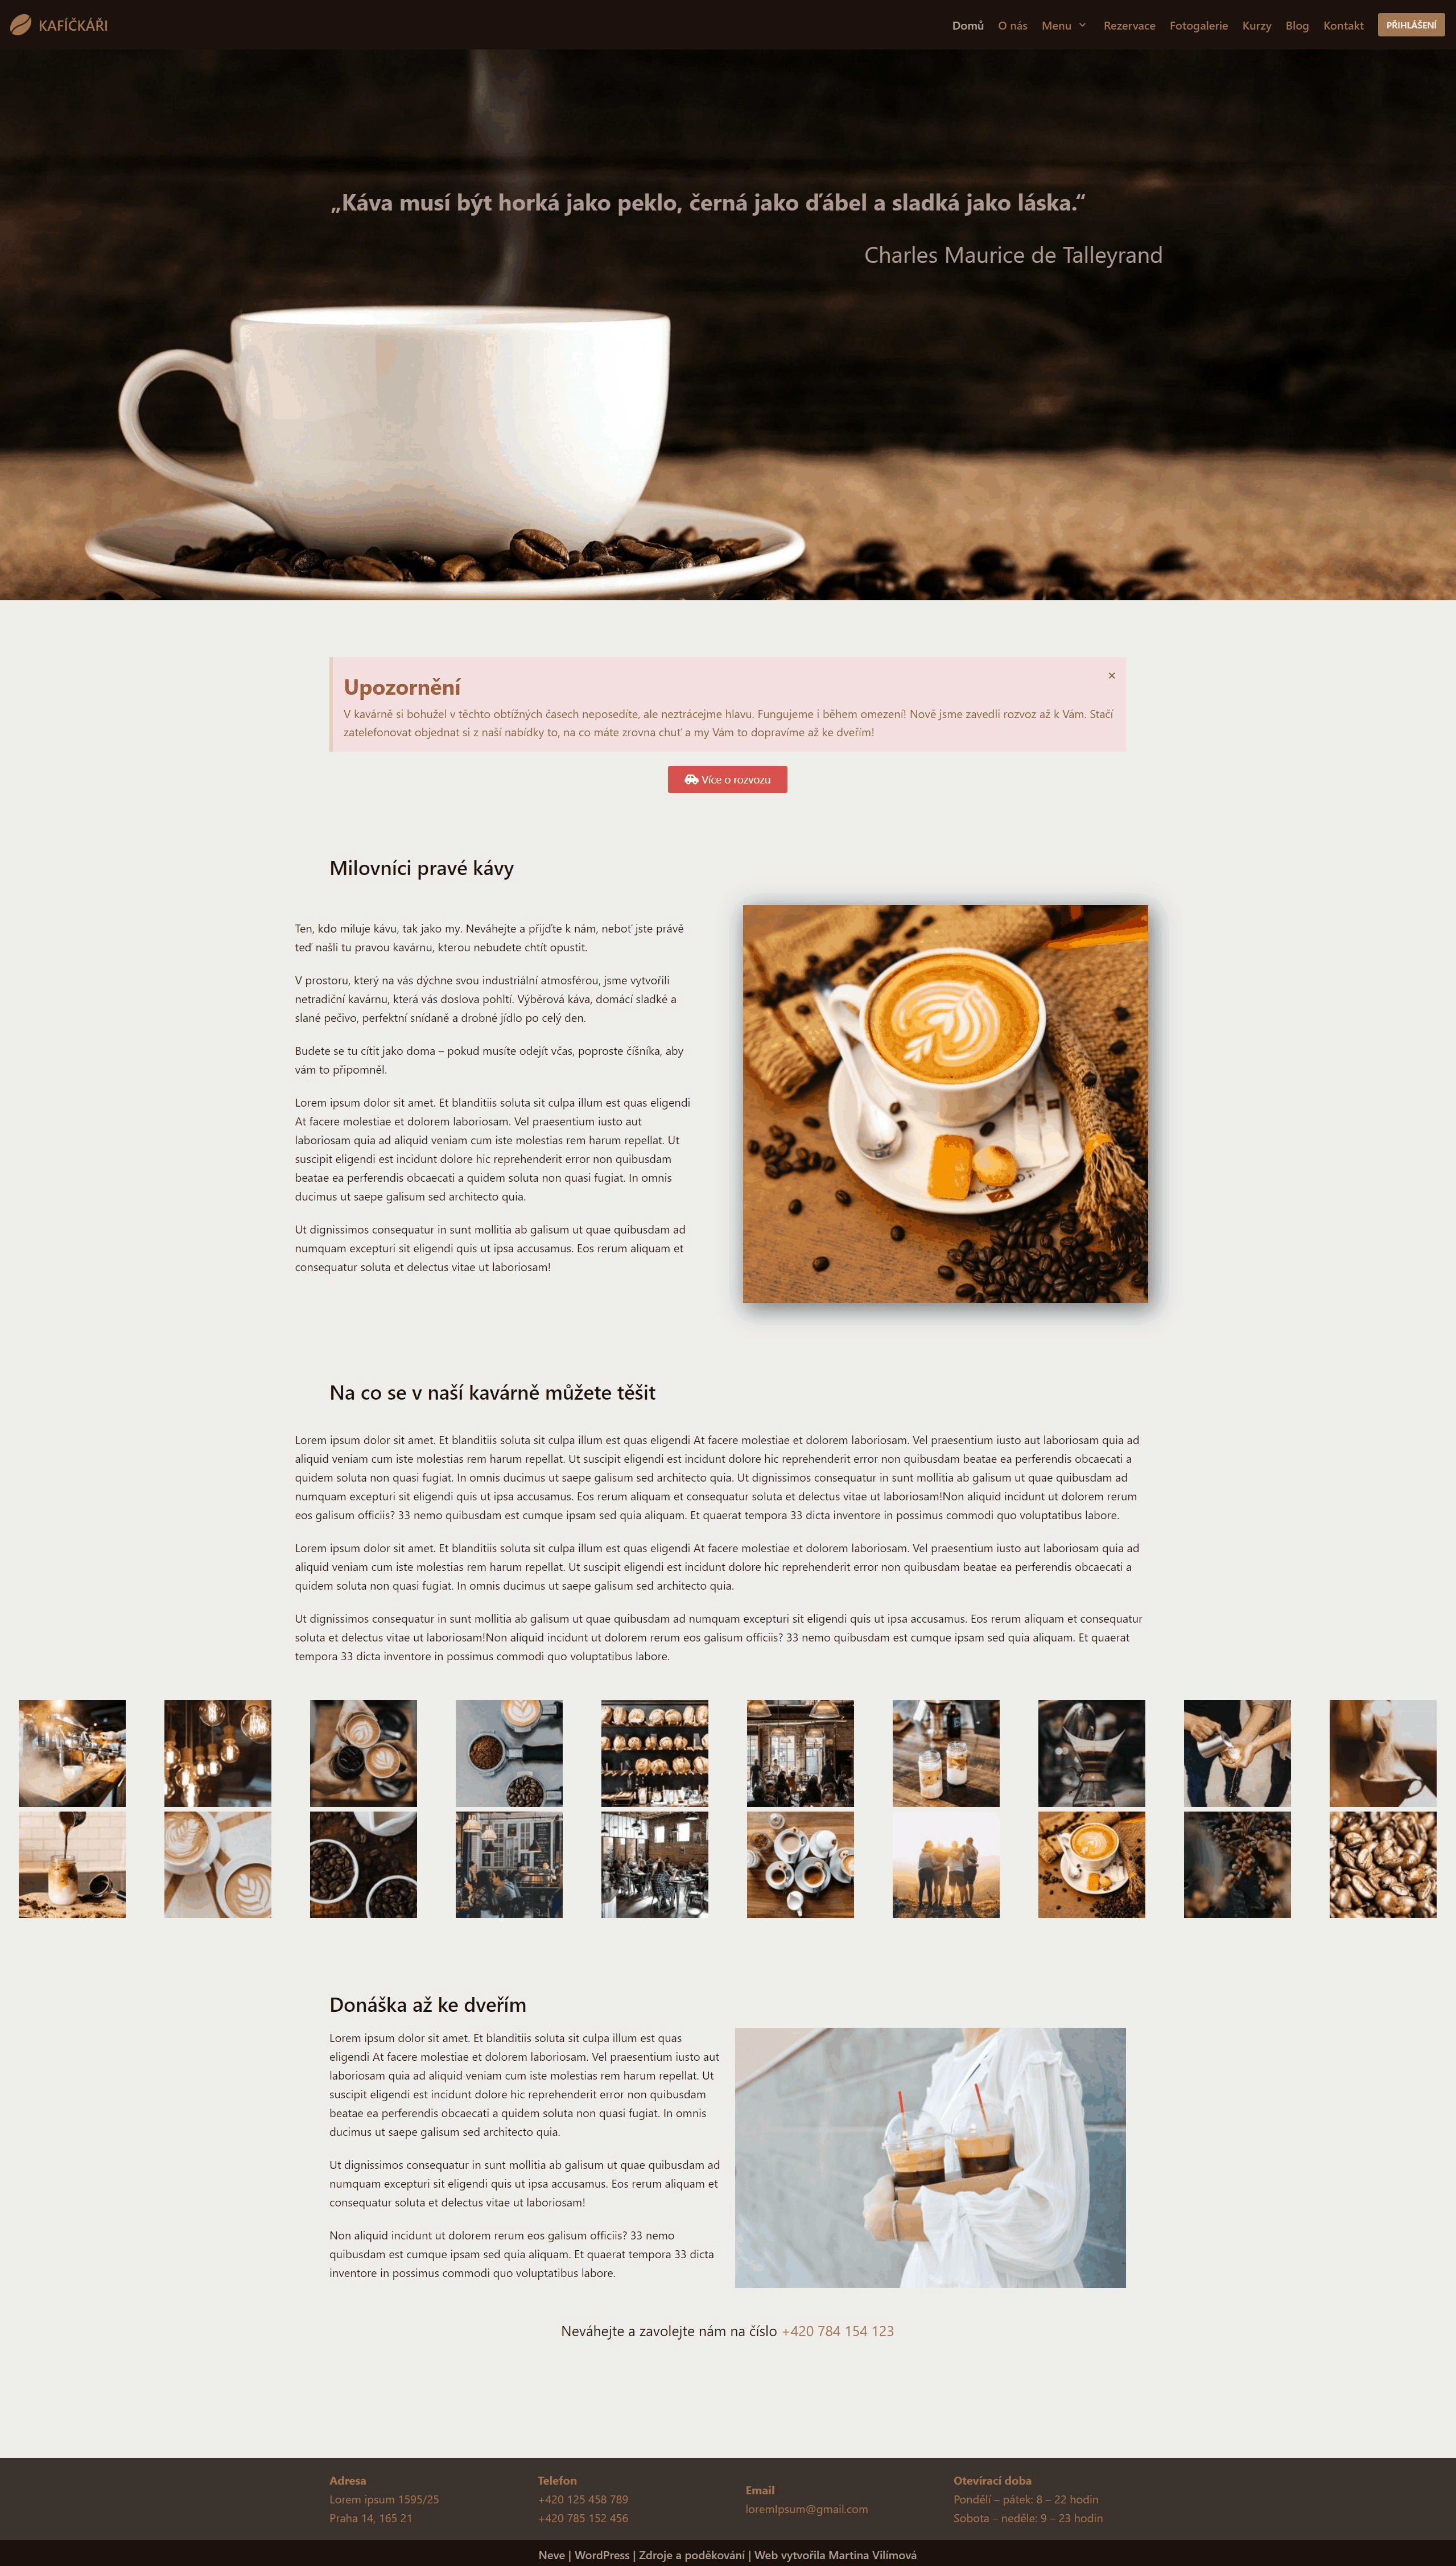 KAFÍČKÁŘI
Domů O nás Menu Rezervace Fotogalerie Kurzy Blog Kontakt PŘIHLÁŠENÍ
„Káva musí být horká jako peklo, černá jako ďábel a sladká jako láska.“
Charles Maurice de Talleyrand
Upozornění
×
V kavárně si bohužel v těchto obtížných časech neposedíte, ale neztrácejme hlavu. Fungujeme i během omezení! Nově jsme zavedli rozvoz až k Vám. Stačí
zatelefonovat objednat si z naší nabídky to, na co máte zrovna chuť a my Vám to dopravíme až ke dveřím!
Více o rozvozu
Milovníci pravé kávy
Ten, kdo miluje kávu, tak jako my. Neváhejte a přijďte k nám, neboť jste právě
teď našli tu pravou kavárnu, kterou nebudete chtít opustit.
V prostoru, který na vás dýchne svou industriální atmosférou, jsme vytvořili
netradiční kavárnu, která vás doslova pohltí. Výběrová káva, domácí sladké a
slané pečivo, perfektní snídaně a drobné jídlo po celý den.
Budete se tu cítit jako doma – pokud musíte odejít včas, poproste číšníka, aby
vám to připomněl.
Lorem ipsum dolor sit amet. Et blanditiis soluta sit culpa illum est quas eligendi
At facere molestiae et dolorem laboriosam. Vel praesentium iusto aut
laboriosam quia ad aliquid veniam cum iste molestias rem harum repellat. Ut
suscipit eligendi est incidunt dolore hic reprehenderit error non quibusdam
beatae ea perferendis obcaecati a quidem soluta non quasi fugiat. In omnis
ducimus ut saepe galisum sed architecto quia.
Ut dignissimos consequatur in sunt mollitia ab galisum ut quae quibusdam ad
numquam excepturi sit eligendi quis ut ipsa accusamus. Eos rerum aliquam et
consequatur soluta et delectus vitae ut laboriosam!
Na co se v naší kavárně můžete těšit
Lorem ipsum dolor sit amet. Et blanditiis soluta sit culpa illum est quas eligendi At facere molestiae et dolorem laboriosam. Vel praesentium iusto aut laboriosam quia ad
aliquid veniam cum iste molestias rem harum repellat. Ut suscipit eligendi est incidunt dolore hic reprehenderit error non quibusdam beatae ea perferendis obcaecati a
quidem soluta non quasi fugiat. In omnis ducimus ut saepe galisum sed architecto quia. Ut dignissimos consequatur in sunt mollitia ab galisum ut quae quibusdam ad
numquam excepturi sit eligendi quis ut ipsa accusamus. Eos rerum aliquam et consequatur soluta et delectus vitae ut laboriosam!Non aliquid incidunt ut dolorem rerum
eos galisum officiis? 33 nemo quibusdam est cumque ipsam sed quia aliquam. Et quaerat tempora 33 dicta inventore in possimus commodi quo voluptatibus labore.
Lorem ipsum dolor sit amet. Et blanditiis soluta sit culpa illum est quas eligendi At facere molestiae et dolorem laboriosam. Vel praesentium iusto aut laboriosam quia ad
aliquid veniam cum iste molestias rem harum repellat. Ut suscipit eligendi est incidunt dolore hic reprehenderit error non quibusdam beatae ea perferendis obcaecati a
quidem soluta non quasi fugiat. In omnis ducimus ut saepe galisum sed architecto quia.
Ut dignissimos consequatur in sunt mollitia ab galisum ut quae quibusdam ad numquam excepturi sit eligendi quis ut ipsa accusamus. Eos rerum aliquam et consequatur
soluta et delectus vitae ut laboriosam!Non aliquid incidunt ut dolorem rerum eos galisum officiis? 33 nemo quibusdam est cumque ipsam sed quia aliquam. Et quaerat
tempora 33 dicta inventore in possimus commodi quo voluptatibus labore.
Donáška až ke dveřím
Lorem ipsum dolor sit amet. Et blanditiis soluta sit culpa illum est quas
eligendi At facere molestiae et dolorem laboriosam. Vel praesentium iusto aut
laboriosam quia ad aliquid veniam cum iste molestias rem harum repellat. Ut
suscipit eligendi est incidunt dolore hic reprehenderit error non quibusdam
beatae ea perferendis obcaecati a quidem soluta non quasi fugiat. In omnis
ducimus ut saepe galisum sed architecto quia.
Ut dignissimos consequatur in sunt mollitia ab galisum ut quae quibusdam ad
numquam excepturi sit eligendi quis ut ipsa accusamus. Eos rerum aliquam et
consequatur soluta et delectus vitae ut laboriosam!
Non aliquid incidunt ut dolorem rerum eos galisum officiis? 33 nemo
quibusdam est cumque ipsam sed quia aliquam. Et quaerat tempora 33 dicta
inventore in possimus commodi quo voluptatibus labore.
Neváhejte a zavolejte nám na číslo +420 784 154 123
Adresa
Lorem ipsum 1595/25
Praha 14, 165 21
Telefon
+420 125 458 789
+420 785 152 456
Email
loremIpsum@gmail.com
Otevírací doba
Pondělí – pátek: 8 – 22 hodin
Sobota – neděle: 9 – 23 hodin
Neve | WordPress | Zdroje a poděkování | Web vytvořila Martina Vilímová